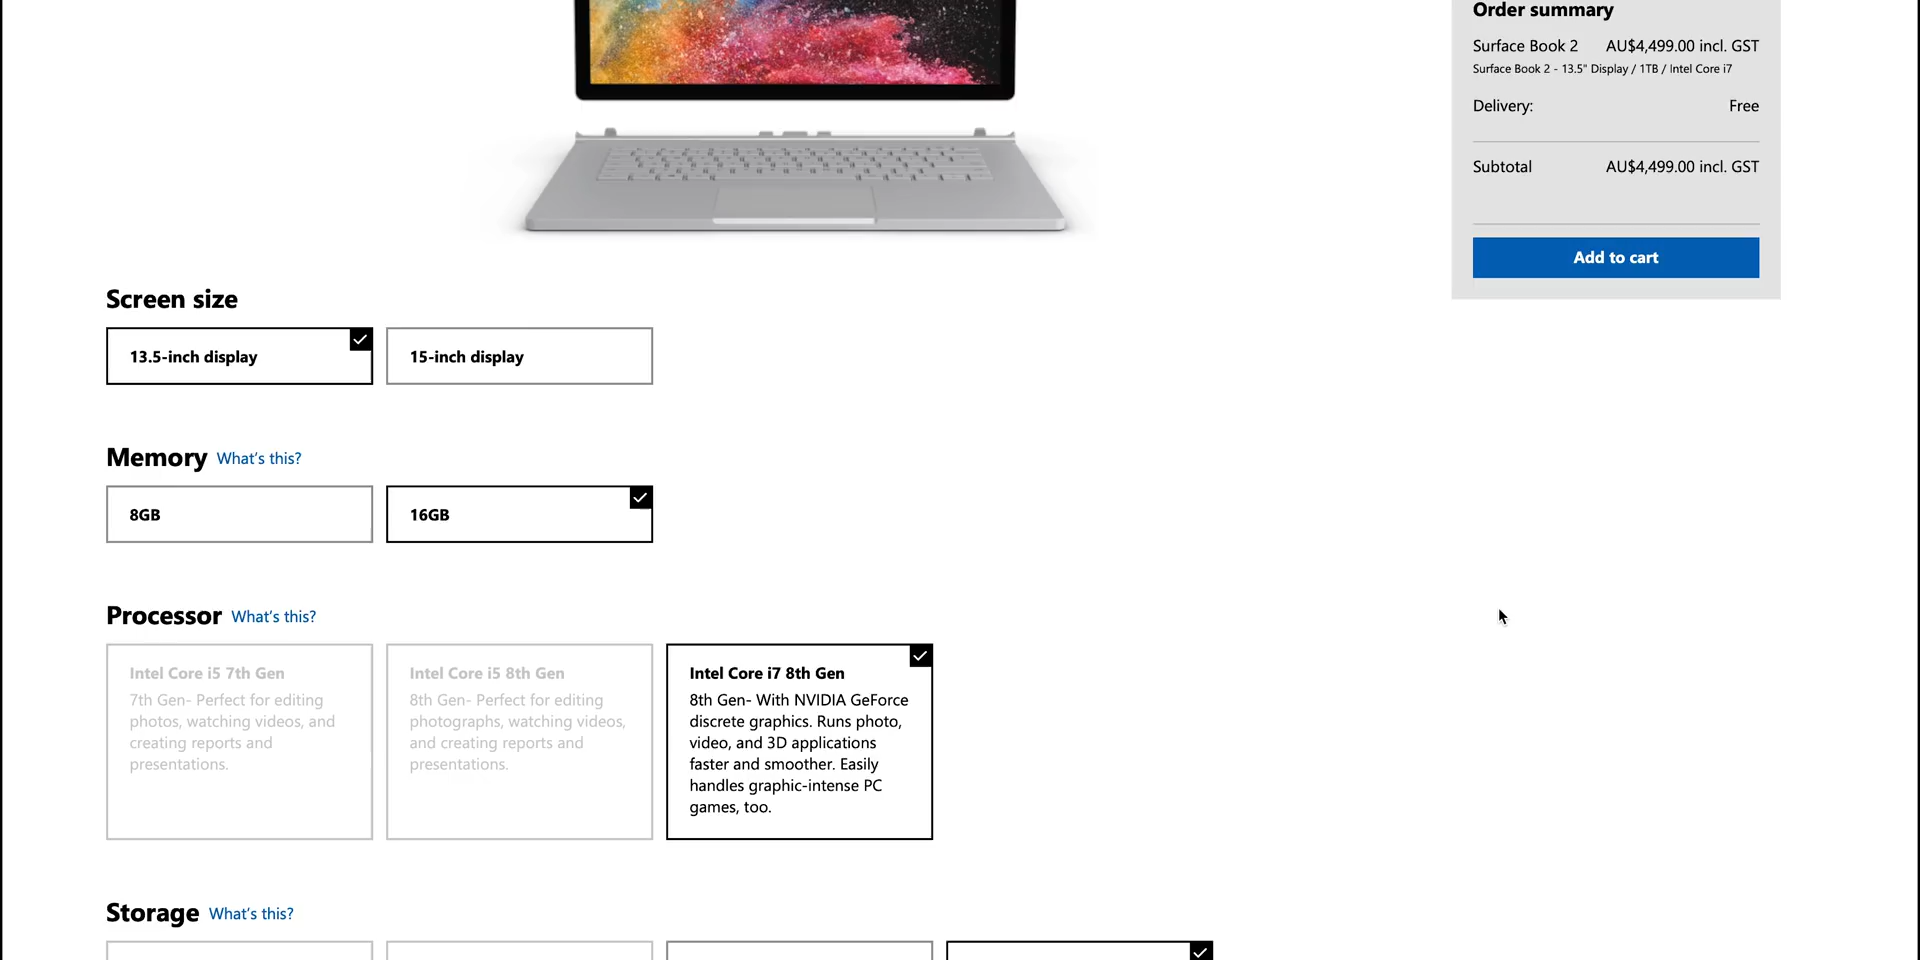 Order summary
Surface Book 2 AU$4,499.00 incl. GST
Surface Book 2 - 13.5" Display / 1TB / Intel Core i7
Delivery: Free
Subtotal AU$4,499.00 incl. GST
Add to cart
Screen size
13.5-inch display 15-inch display
Memory What's this?
8GB 16GB
Processor What's this?
Intel Core i5 7th Gen
7th Gen- Perfect for editing
photos, watching videos, and
creating reports and
presentations.
Intel Core i5 8th Gen
8th Gen- Perfect for editing
photographs, watching videos,
and creating reports and
presentations.
Intel Core i7 8th Gen
8th Gen- With NVIDIA GeForce
discrete graphics. Runs photo,
video, and 3D applications
faster and smoother. Easily
handles graphic-intense PC
games, too.
Storage What's this?